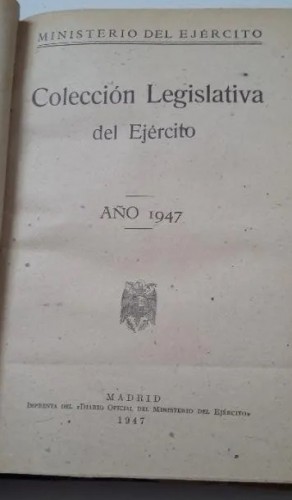 MINISTERIO DEL EJÉRCITO
Colección Legislativa
del Ejército
AÑO 1947
MADRID
IMPRENTA DEL «DIARIO OFICIAL DEL MINISTERIO DEL EJÉRCITO»
1947